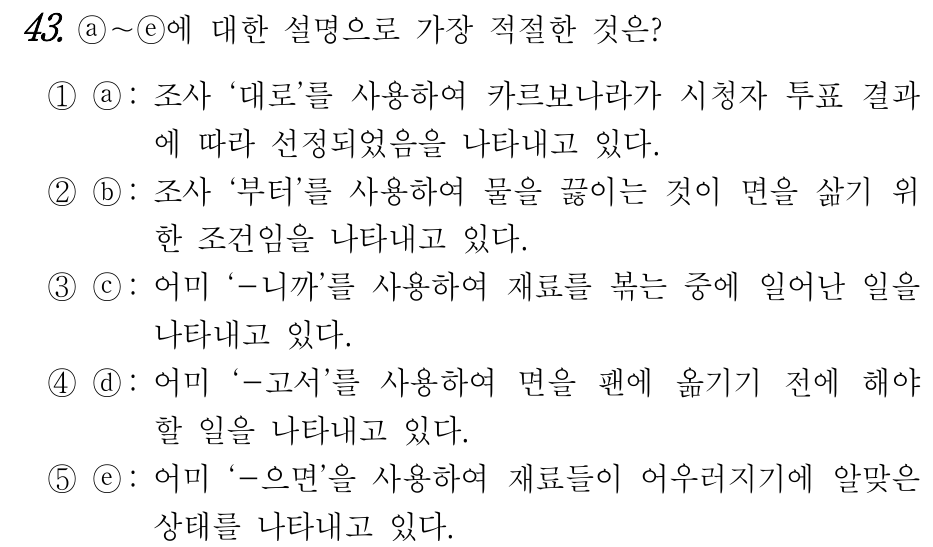 43. ⓐ~ⓔ에 대한 설명으로 가장 적절한 것은?
① ⓐ: 조사 ‘대로’를 사용하여 카르보나라가 시청자 투표 결과
에 따라 선정되었음을 나타내고 있다.
② ⓑ: 조사 ‘부터’를 사용하여 물을 끓이는 것이 면을 삶기 위
한 조건임을 나타내고 있다.
③ ⓒ: 어미 ‘-니까’를 사용하여 재료를 볶는 중에 일어난 일을
나타내고 있다.
④ ⓓ: 어미 ‘-고서’를 사용하여 면을 팬에 옮기기 전에 해야
할 일을 나타내고 있다.
⑤ ⓔ: 어미 ‘-으면’을 사용하여 재료들이 어우러지기에 알맞은
상태를 나타내고 있다.